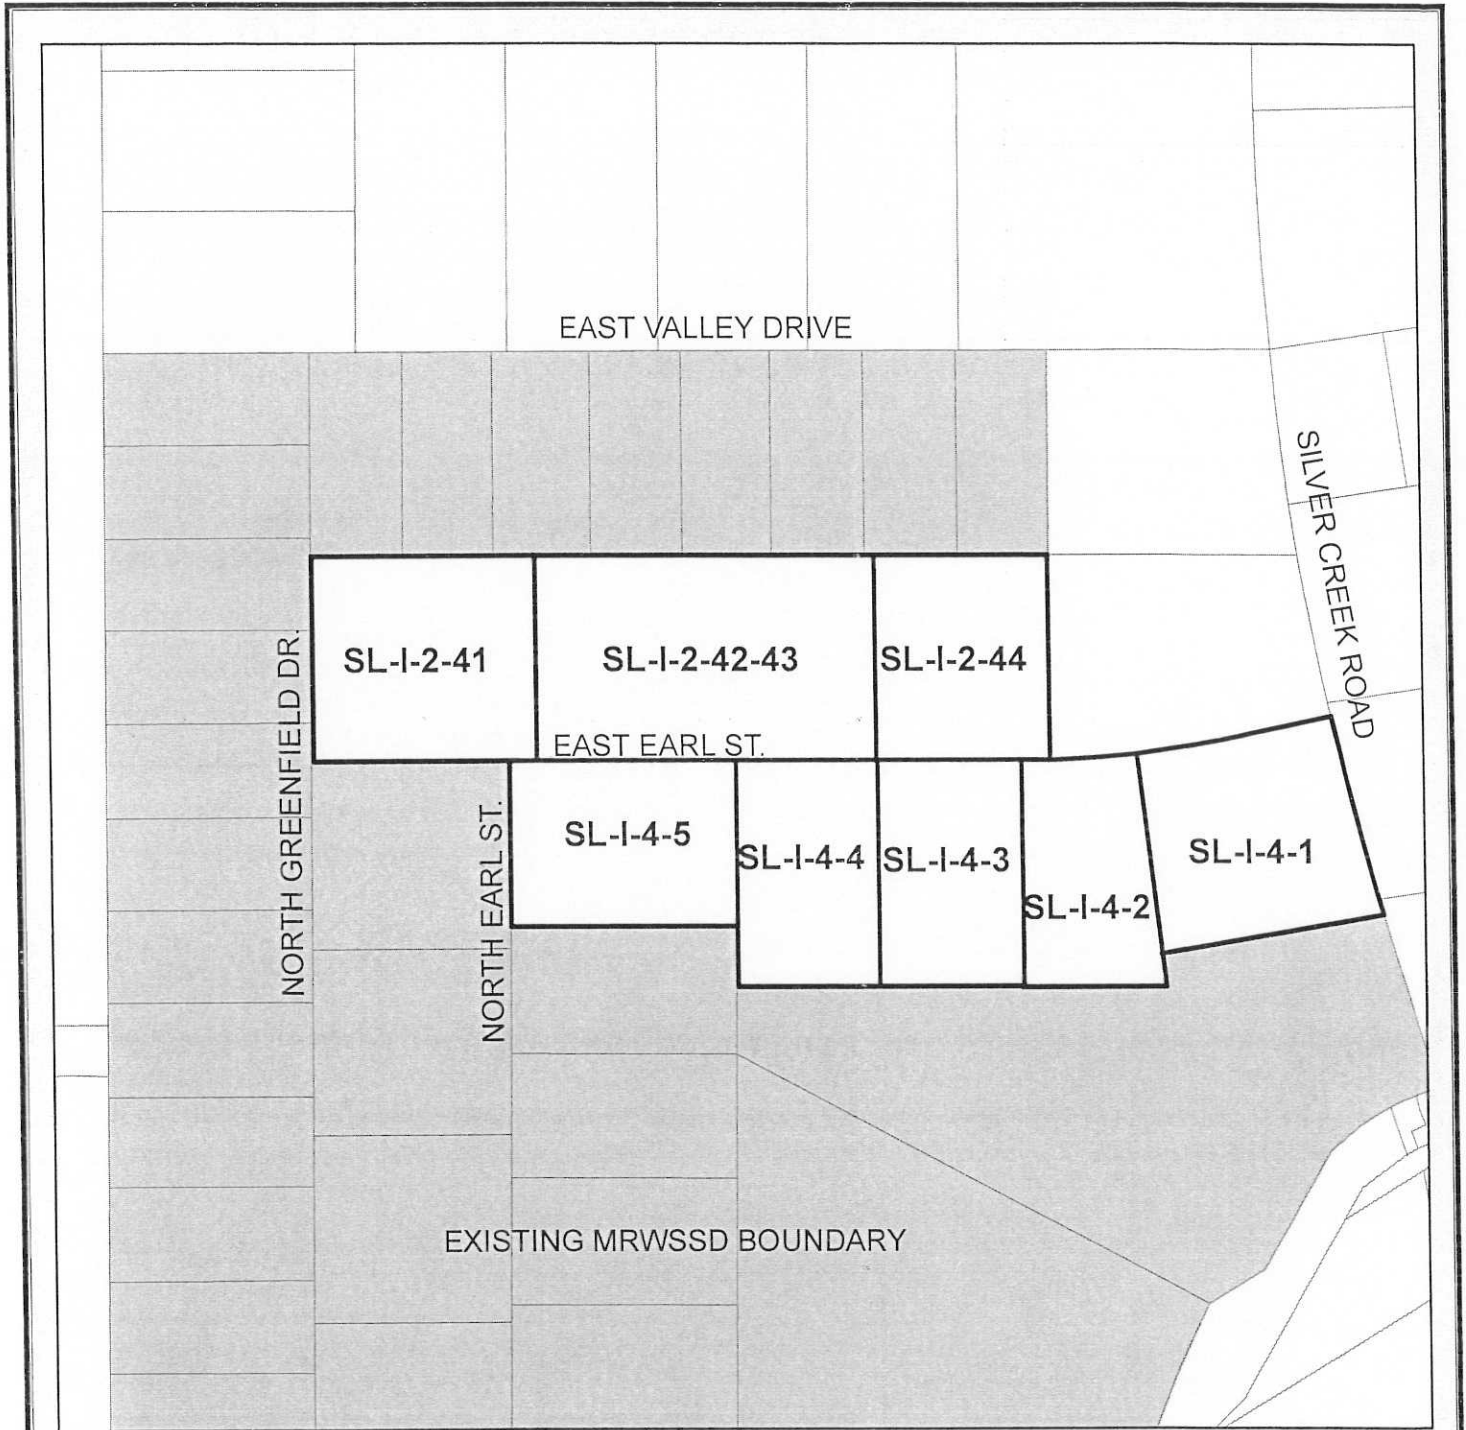 EAST VALLEY DRIVE
SILVER CREEK ROAD
SL-I-2-41
SL-I-2-42-43
SL-I-2-44
NORTH GREENFIELD DR.
EAST EARL ST.
NORTH EARL ST.
SL-I-4-5
SL-I-4-4
SL-I-4-3
SL-I-4-2
SL-I-4-1
EXISTING MRWSSD BOUNDARY